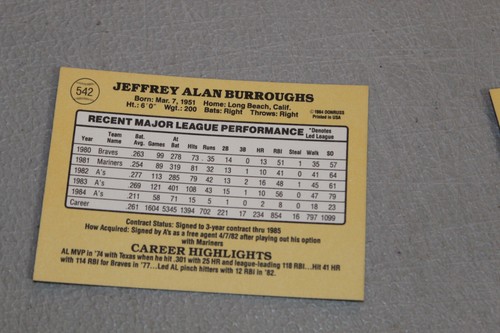 542
JEFFREY ALAN BURROUGHS
Born: Mar. 7, 1951 Home: Long Beach, Calif.
Ht.: 6'0" Wgt.: 200 Bats: Right Throws: Right
©1984 DONRUSS
Printed in USA
RECENT MAJOR LEAGUE PERFORMANCE *Denotes Led League
Year Team Name Bat. Avg. Games At Bat Hits Runs 2B 3B HR RBI Steal Walk SO
1980 Braves .263 99 278 73 35 14 0 13 51 1 35 57
1981 Mariners .254 89 319 81 32 13 1 10 41 0 41 64
1982 A's .277 113 285 79 42 13 2 16 48 1 45 61
1983 A's .269 121 401 108 43 15 1 10 56 0 47 79
1984 A's .211 58 71 15 5 1 0 2 8 0 18 23
Career .261 1604 5345 1394 702 221 17 234 854 16 797 1099
Contract Status: Signed to 3-year contract thru 1985
How Acquired: Signed by A's as a free agent 4/7/82 after playing out his option
with Mariners
CAREER HIGHLIGHTS
AL MVP in '74 with Texas when he hit .301 with 25 HR and league-leading 118 RBI...Hit 41 HR
with 114 RBI for Braves in '77...Led AL pinch hitters with 12 RBI in '82.